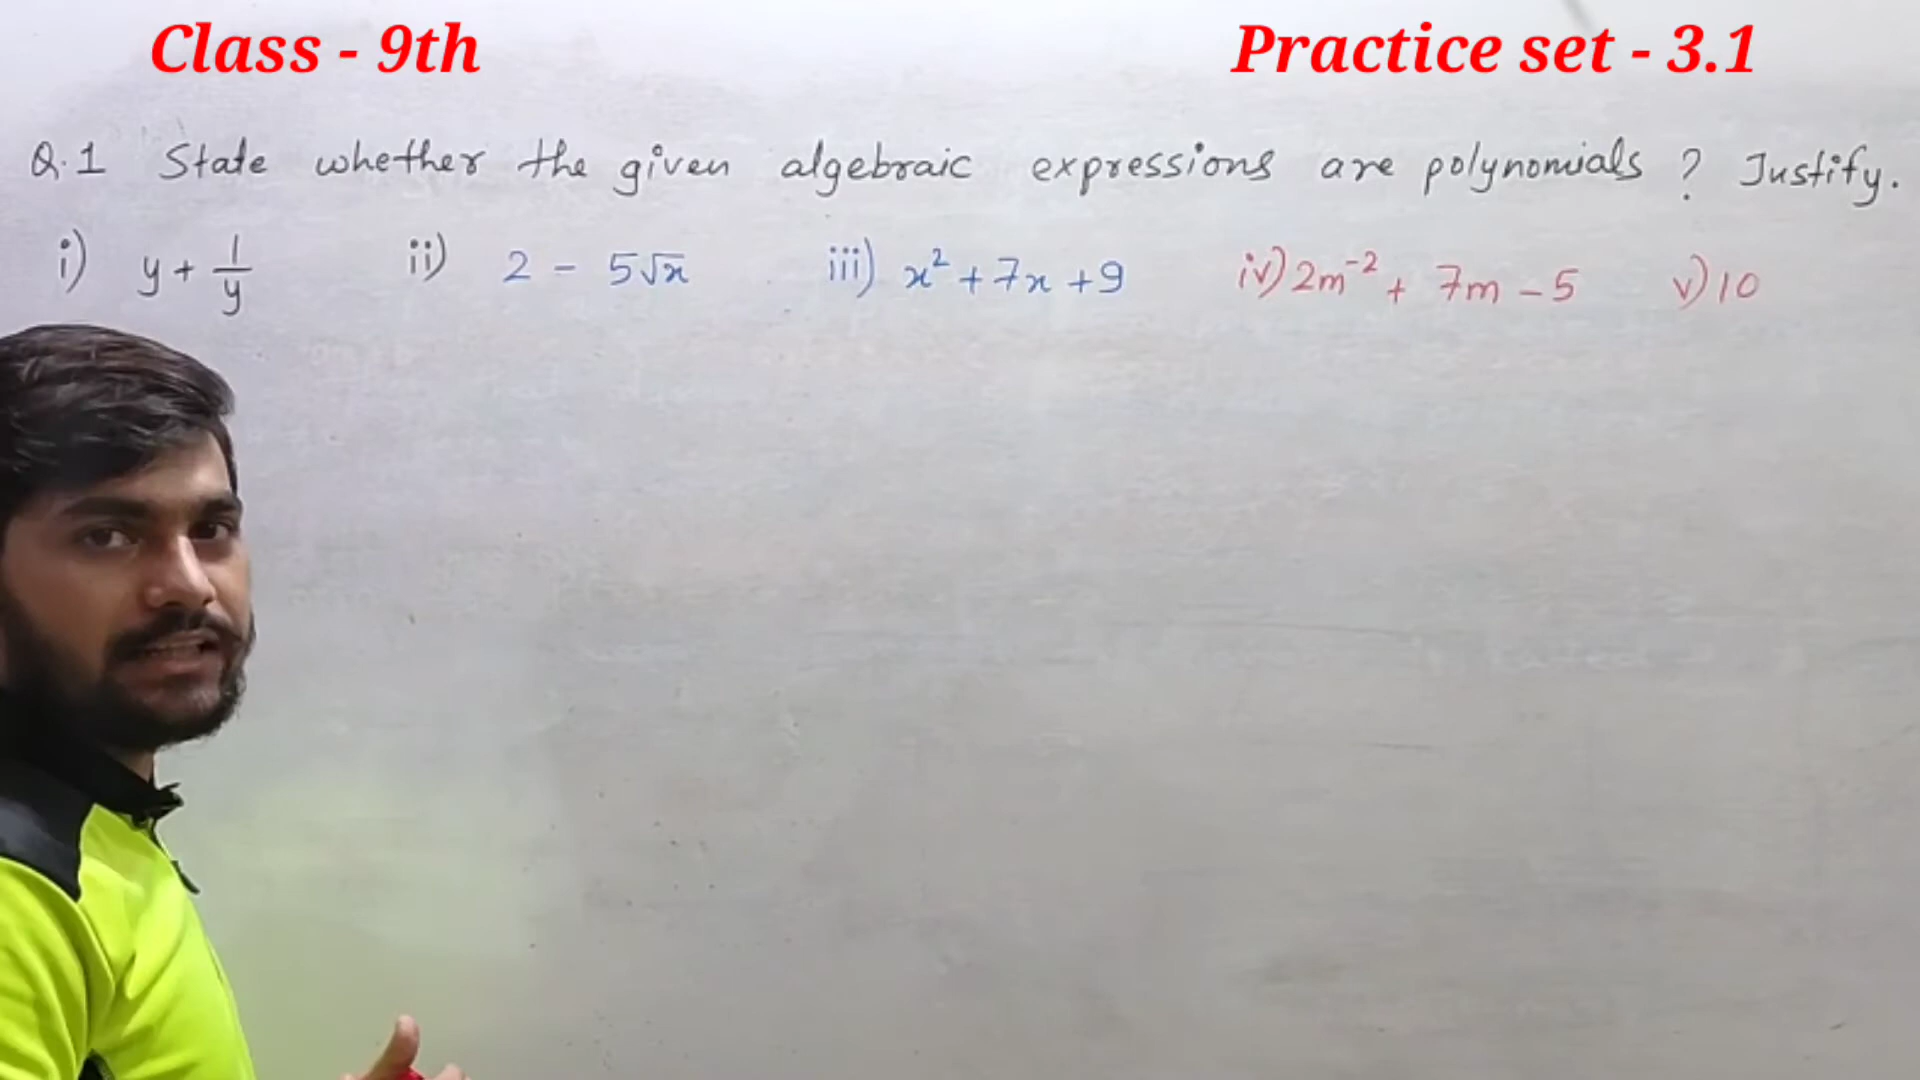 Class - 9th Practice set - 3.1
Q.1 State whether the given algebraic expressions are polynomials ? Justify.
i) y + 1/y ii) 2 - 5√x iii) x² + 7x + 9 iv) 2m⁻² + 7m - 5 v) 10